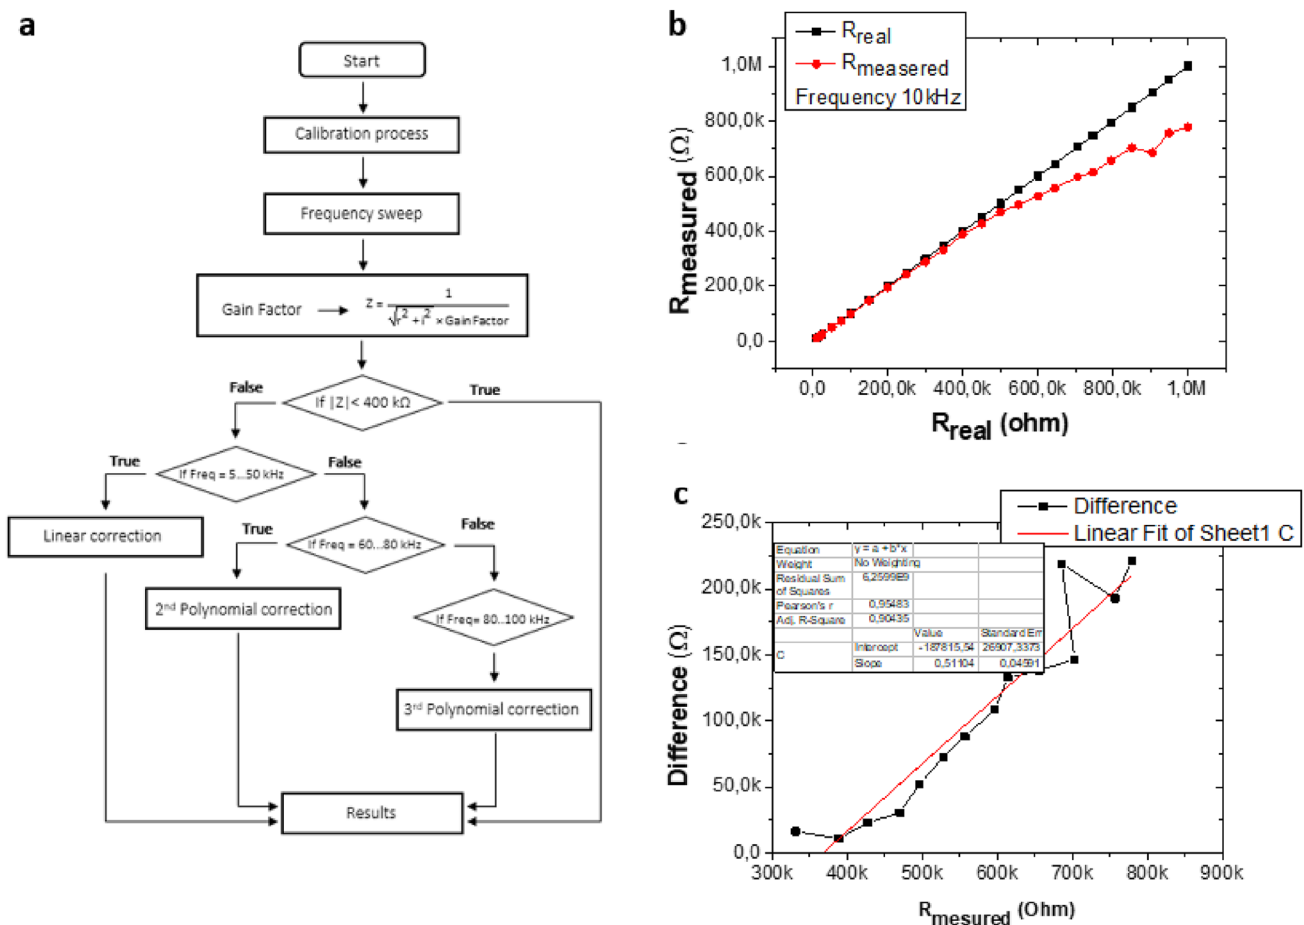 a
Start
Calibration process
Frequency sweep
Gain Factor → Z = 1 / √r² + i² × Gain Factor
False
True
If |Z|< 400 kΩ
True
False
If Freq = 5...50 kHz
Linear correction
True
False
If Freq = 60...80 kHz
2nd Polynomial correction
If Freq= 80..100 kHz
3rd Polynomial correction
Results
b
Rreal
Rmeasered
Frequency 10kHz
1,0M
800,0k
600,0k
400,0k
200,0k
0,0
Rmeasured (Ω)
0,0 200,0k 400,0k 600,0k 800,0k 1,0M
Rreal (ohm)
c
Difference
Linear Fit of Sheet1 C
250,0k
200,0k
150,0k
100,0k
50,0k
0,0
Difference (Ω)
Equation y = a + b*x
Weight No Weighting
Residual Sum of Squares 6,2599E9
Pearson's r 0,95483
Adj. R-Square 0,90435
Value Standard Err
C Intercept -187815,54 26907,3373
Slope 0,51104 0,04591
300k 400k 500k 600k 700k 800k 900k
Rmesured (Ohm)